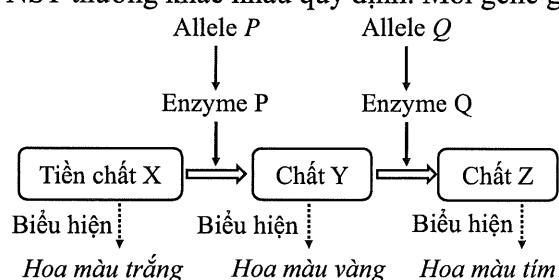 NST thường khác nhau quy định. Mỗi gene g
Allele P Allele Q
Enzyme P Enzyme Q
Tiền chất X Chất Y Chất Z
Biểu hiện Biểu hiện Biểu hiện
Hoa màu trắng Hoa màu vàng Hoa màu tím